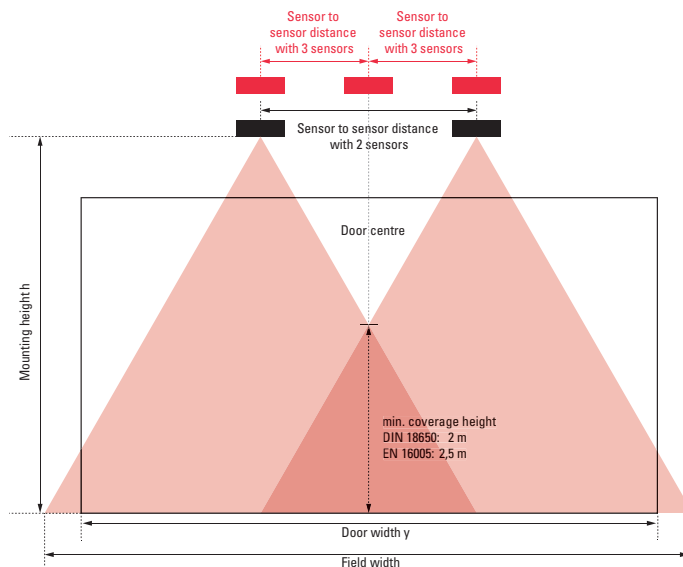 Sensor to
sensor distance
with 3 sensors
Sensor to
sensor distance
with 3 sensors
Sensor to sensor distance
with 2 sensors
Door centre
Mounting height h
min. coverage height
DIN 18650: 2 m
EN 16005: 2,5 m
Door width y
Field width